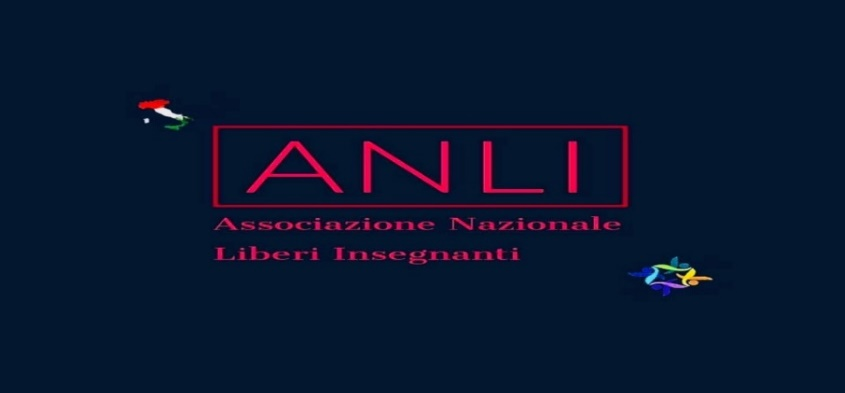 ANLI
Associazione Nazionale
Liberi Insegnanti